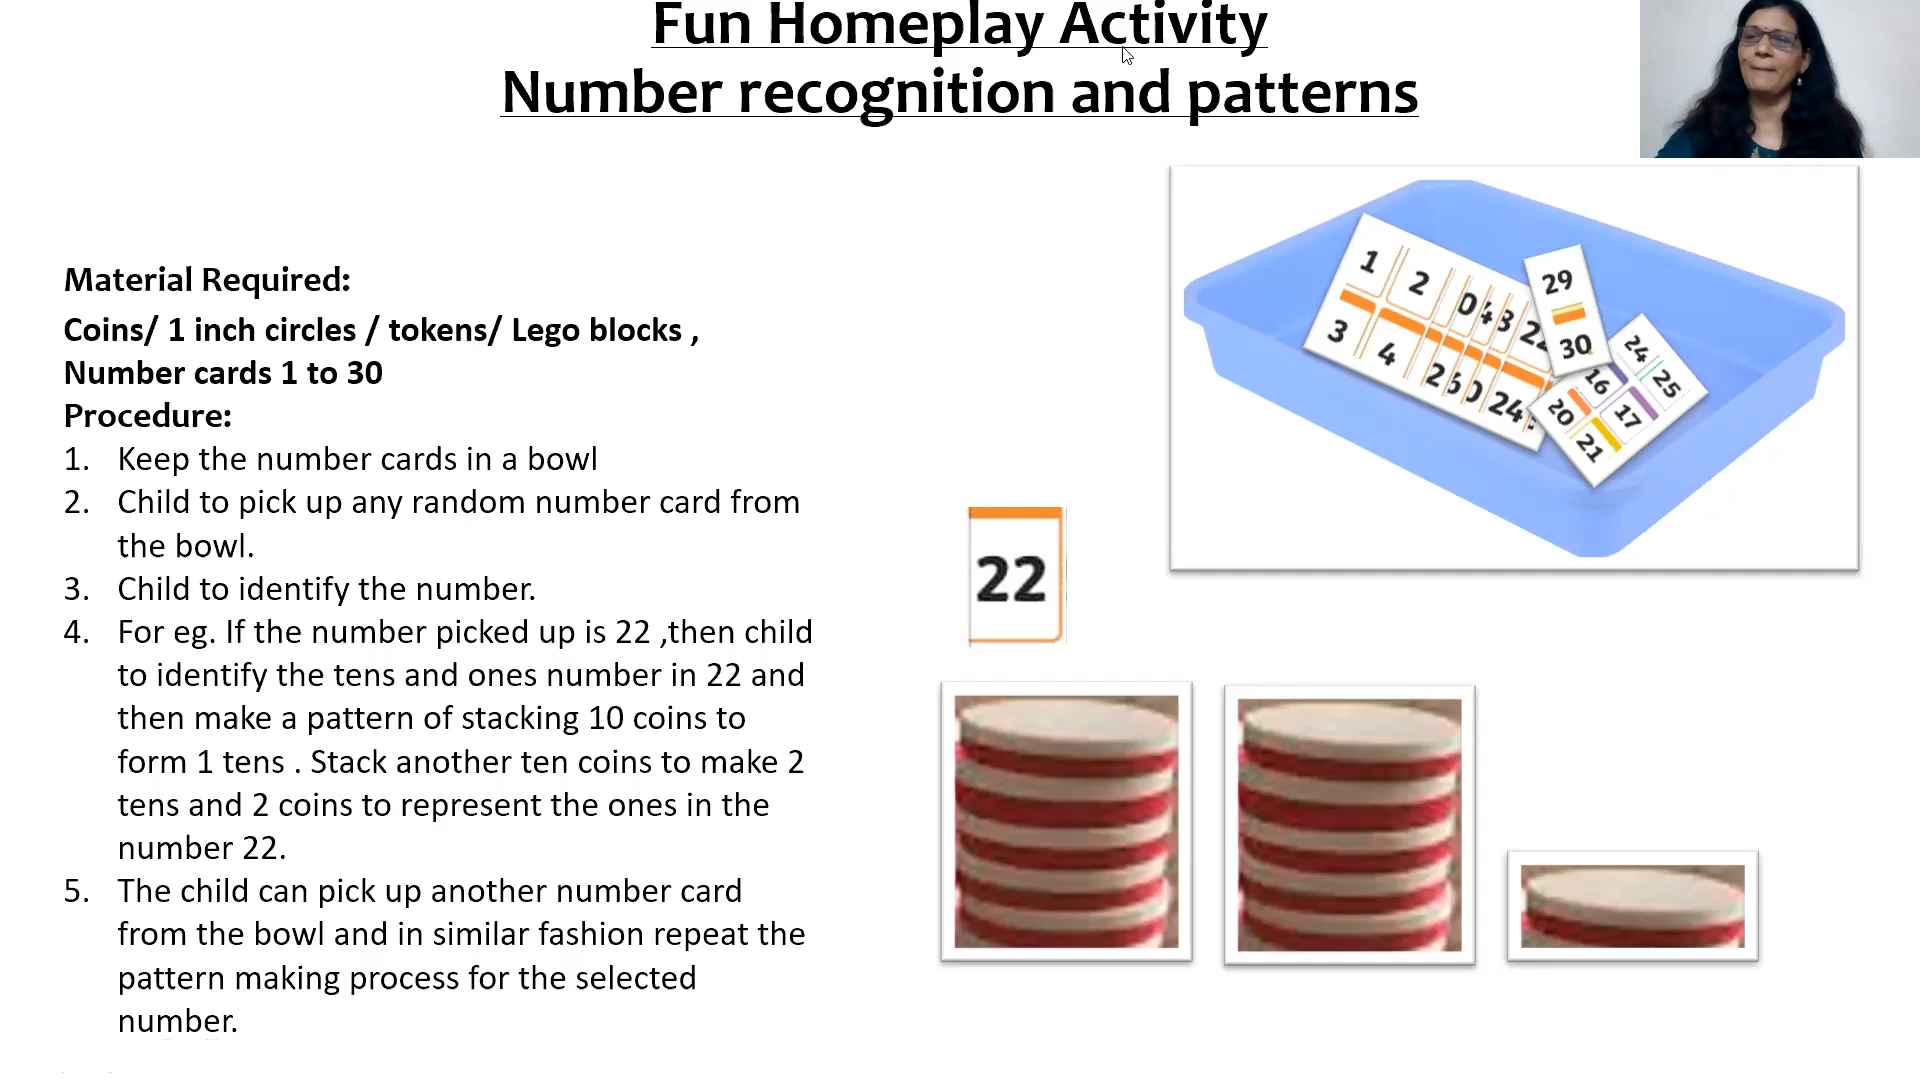 Fun Homeplay Activity
Number recognition and patterns
Material Required:
Coins/ 1 inch circles / tokens/ Lego blocks ,
Number cards 1 to 30
Procedure:
1. Keep the number cards in a bowl
2. Child to pick up any random number card from
the bowl.
3. Child to identify the number.
4. For eg. If the number picked up is 22 ,then child
to identify the tens and ones number in 22 and
then make a pattern of stacking 10 coins to
form 1 tens . Stack another ten coins to make 2
tens and 2 coins to represent the ones in the
number 22.
5. The child can pick up another number card
from the bowl and in similar fashion repeat the
pattern making process for the selected
number.
1
2
3
4
24
29
30
24
25
16
17
20
21
22